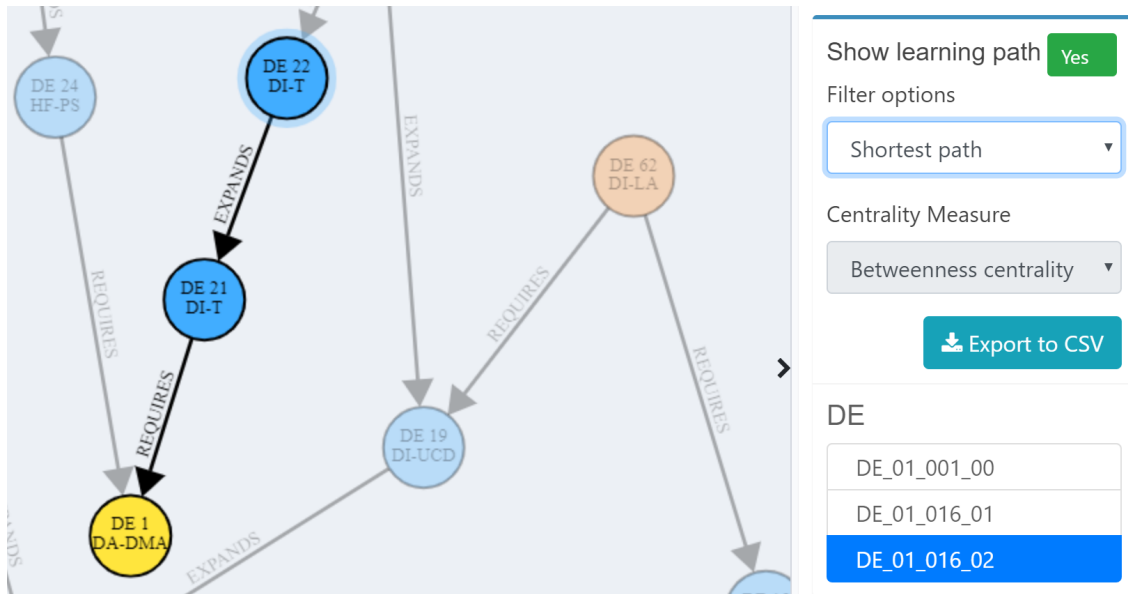 DE 24
HF-PS
DE 22
DI-T
EXPANDS
EXPANDS
DE 62
DI-LA
REQUIRES
DE 21
DI-T
REQUIRES
REQUIRES
REQUIRES
DE 19
DI-UCD
DE 1
DA-DMA
EXPANDS
Show learning path Yes
Filter options
Shortest path
Centrality Measure
Betweenness centrality
Export to CSV
DE
DE_01_001_00
DE_01_016_01
DE_01_016_02